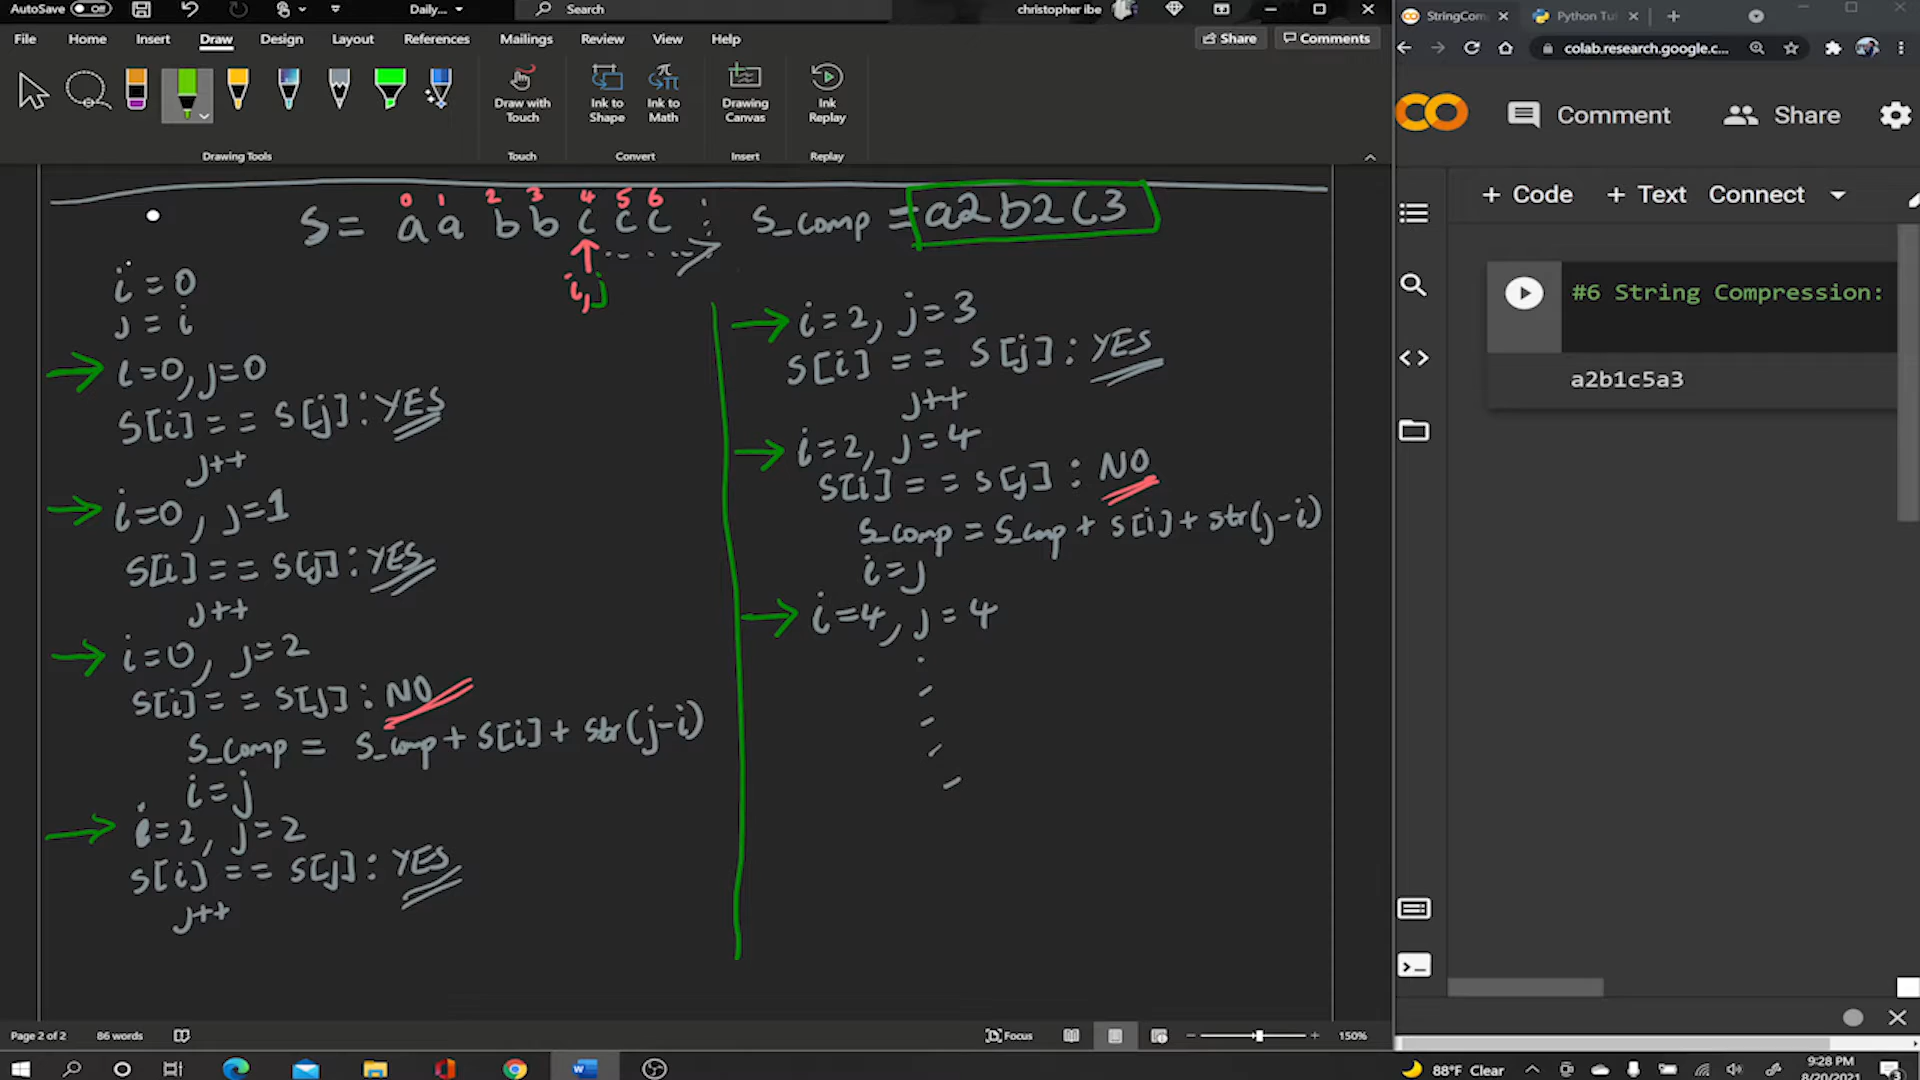 AutoSave Off Daily... Search christopher ibe
File Home Insert Draw Design Layout References Mailings Review View Help Share Comments
Draw with Touch
Ink to Shape
Ink to Math
Drawing Canvas
Ink Replay
Drawing Tools Touch Convert Insert Replay
0 1 2 3 4 5 6
S = a a b b c c c : S_comp = a2b2c3
i,j
i = 0
j = i
i=0, j=0
S[i] == S[j] : YES
j++
i=0, j=1
S[i] == S[j] : YES
j++
i=0, j=2
S[i] == S[j] : NO
S_comp = S_comp + S[i] + str(j-i)
i=j
i=2, j=2
S[i] == S[j] : YES
j++
i=2, j=3
S[i] == S[j] : YES
j++
i=2, j=4
S[i] == S[j] : NO
S_comp = S_comp + S[i] + str(j-i)
i=j
i=4, j=4
Page 2 of 2 86 words Focus 150%
StringCom Python Tu
colab.research.google.c...
Comment Share
+ Code + Text Connect
#6 String Compression:
a2b1c5a3
88°F Clear 9:28 PM
8/20/2021